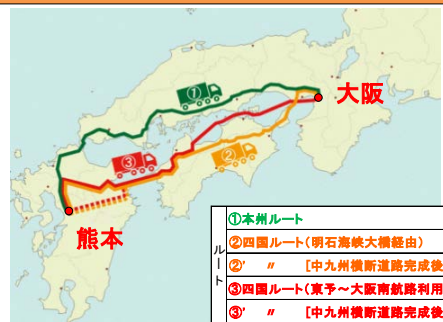 ①
大阪
③
②
熊本
ルート
①本州ルート
②四国ルート(明石海峡大橋経由)
②' 〃 [中九州横断道路完成後
③四国ルート(東予~大阪南航路利用
③' 〃 [中九州横断道路完成後